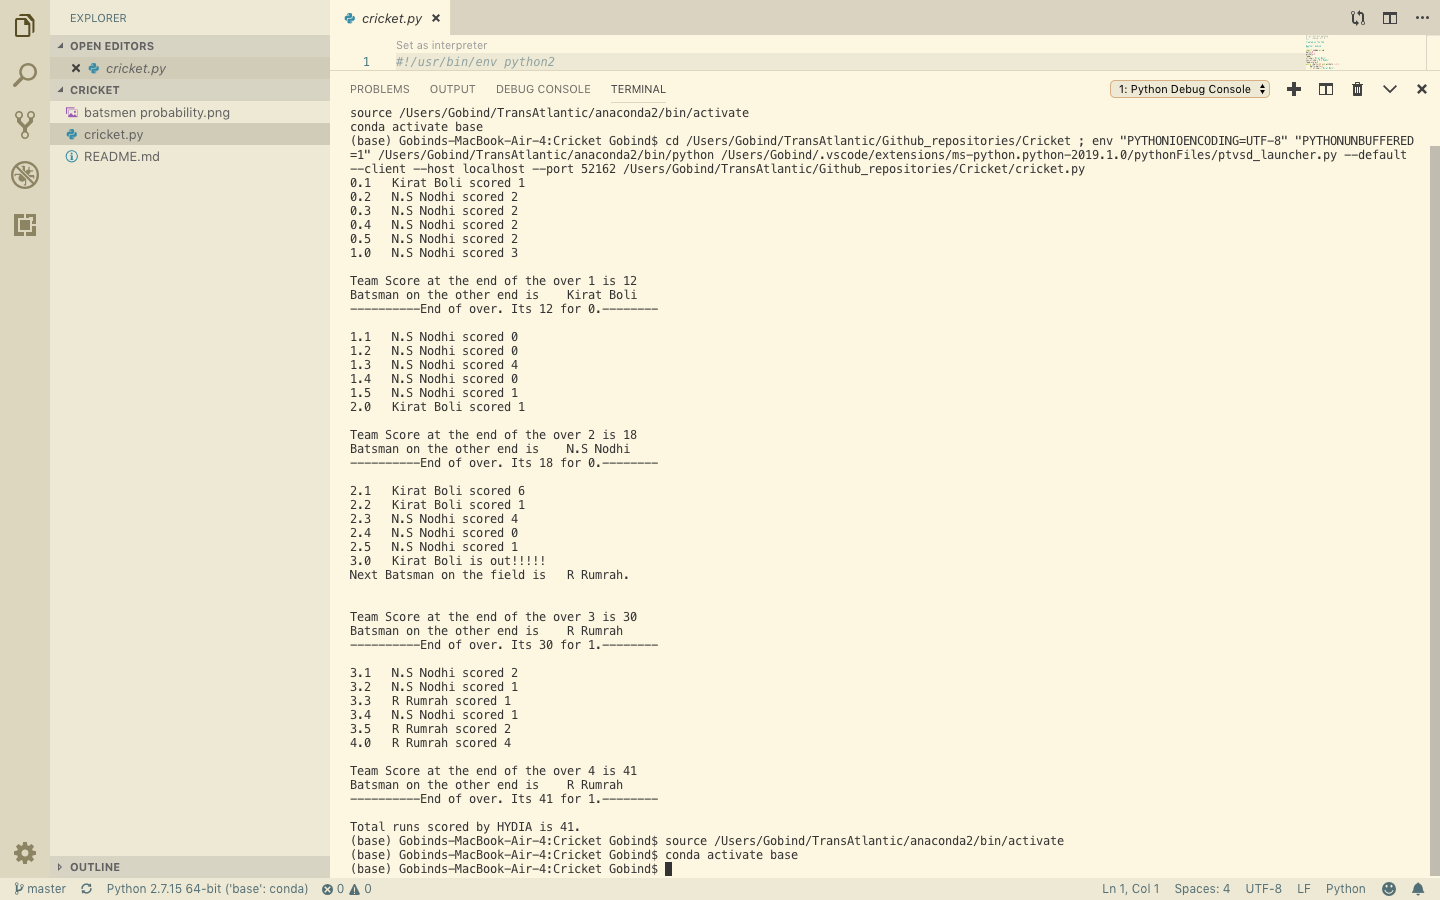 EXPLORER
OPEN EDITORS
cricket.py
CRICKET
batsmen probability.png
cricket.py
README.md
OUTLINE
cricket.py
Set as interpreter
1 #!/usr/bin/env python2
PROBLEMS OUTPUT DEBUG CONSOLE TERMINAL 1: Python Debug Console
source /Users/Gobind/TransAtlantic/anaconda2/bin/activate
conda activate base
(base) Gobinds-MacBook-Air-4:Cricket Gobind$ cd /Users/Gobind/TransAtlantic/Github_repositories/Cricket ; env "PYTHONIOENCODING=UTF-8" "PYTHONUNBUFFERED
=1" /Users/Gobind/TransAtlantic/anaconda2/bin/python /Users/Gobind/.vscode/extensions/ms-python.python-2019.1.0/pythonFiles/ptvsd_launcher.py --default
--client --host localhost --port 52162 /Users/Gobind/TransAtlantic/Github_repositories/Cricket/cricket.py
0.1 Kirat Boli scored 1
0.2 N.S Nodhi scored 2
0.3 N.S Nodhi scored 2
0.4 N.S Nodhi scored 2
0.5 N.S Nodhi scored 2
1.0 N.S Nodhi scored 3
Team Score at the end of the over 1 is 12
Batsman on the other end is Kirat Boli
----------End of over. Its 12 for 0.--------
1.1 N.S Nodhi scored 0
1.2 N.S Nodhi scored 0
1.3 N.S Nodhi scored 4
1.4 N.S Nodhi scored 0
1.5 N.S Nodhi scored 1
2.0 Kirat Boli scored 1
Team Score at the end of the over 2 is 18
Batsman on the other end is N.S Nodhi
----------End of over. Its 18 for 0.--------
2.1 Kirat Boli scored 6
2.2 Kirat Boli scored 1
2.3 N.S Nodhi scored 4
2.4 N.S Nodhi scored 0
2.5 N.S Nodhi scored 1
3.0 Kirat Boli is out!!!!!
Next Batsman on the field is R Rumrah.
Team Score at the end of the over 3 is 30
Batsman on the other end is R Rumrah
----------End of over. Its 30 for 1.--------
3.1 N.S Nodhi scored 2
3.2 N.S Nodhi scored 1
3.3 R Rumrah scored 1
3.4 N.S Nodhi scored 1
3.5 R Rumrah scored 2
4.0 R Rumrah scored 4
Team Score at the end of the over 4 is 41
Batsman on the other end is R Rumrah
----------End of over. Its 41 for 1.--------
Total runs scored by HYDIA is 41.
(base) Gobinds-MacBook-Air-4:Cricket Gobind$ source /Users/Gobind/TransAtlantic/anaconda2/bin/activate
(base) Gobinds-MacBook-Air-4:Cricket Gobind$ conda activate base
(base) Gobinds-MacBook-Air-4:Cricket Gobind$
master Python 2.7.15 64-bit ('base': conda) 0 0 Ln 1, Col 1 Spaces: 4 UTF-8 LF Python